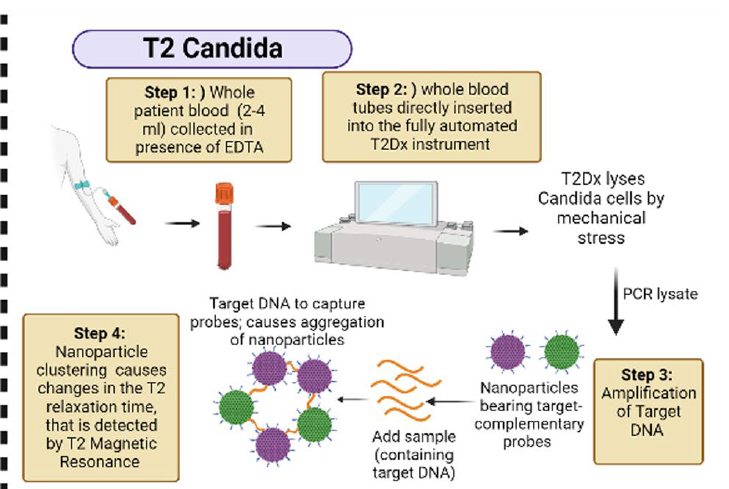 T2 Candida
Step 1: ) Whole
patient blood (2-4
ml) collected in
presence of EDTA
Step 2: ) whole blood
tubes directly inserted
into the fully automated
T2Dx instrument
T2Dx lyses
Candida cells by
mechanical
stress
PCR lysate
Step 3:
Amplification
of Target
DNA
Nanoparticles
bearing target-
complementary
probes
Add sample
(containing
target DNA)
Target DNA to capture
probes; causes aggregation
of nanoparticles
Step 4:
Nanoparticle
clustering causes
changes in the T2
relaxation time,
that is detected
by T2 Magnetic
Resonance